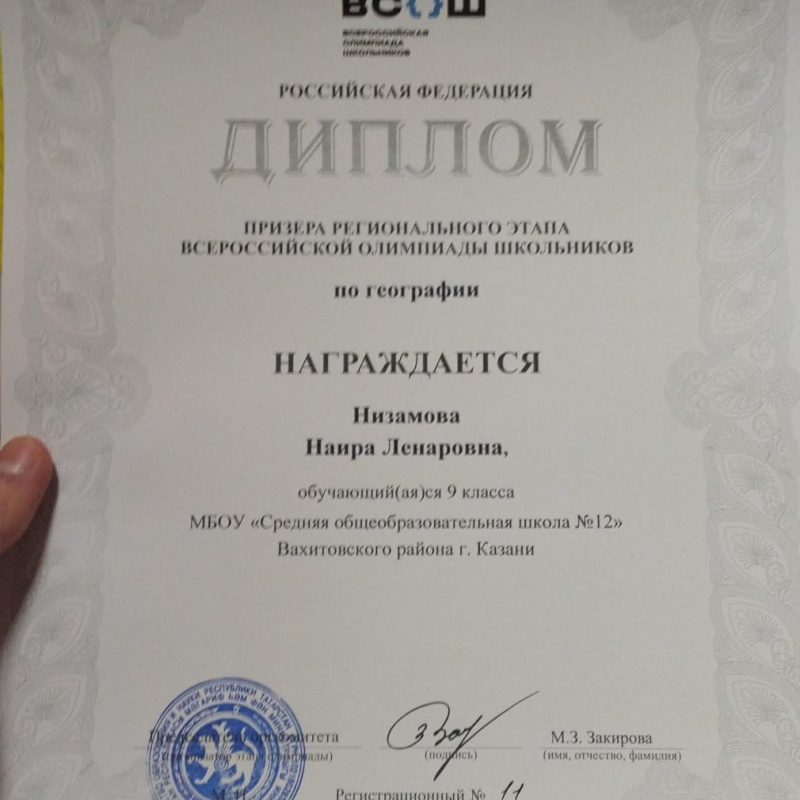 ВС{}Ш
ВСЕРОССИЙСКАЯ
ОЛИМПИАДА
ШКОЛЬНИКОВ
РОССИЙСКАЯ ФЕДЕРАЦИЯ
ДИПЛОМ
ПРИЗЕРА РЕГИОНАЛЬНОГО ЭТАПА
ВСЕРОССИЙСКОЙ ОЛИМПИАДЫ ШКОЛЬНИКОВ
по географии
НАГРАЖДАЕТСЯ
Низамова
Наира Ленаровна,
обучающий(ая)ся 9 класса
МБОУ «Средняя общеобразовательная школа №12»
Вахитовского района г. Казани
Председатель оргкомитета
М.З. Закирова
(подпись)
(имя, отчество, фамилия)
М.П.
Регистрационный № 11